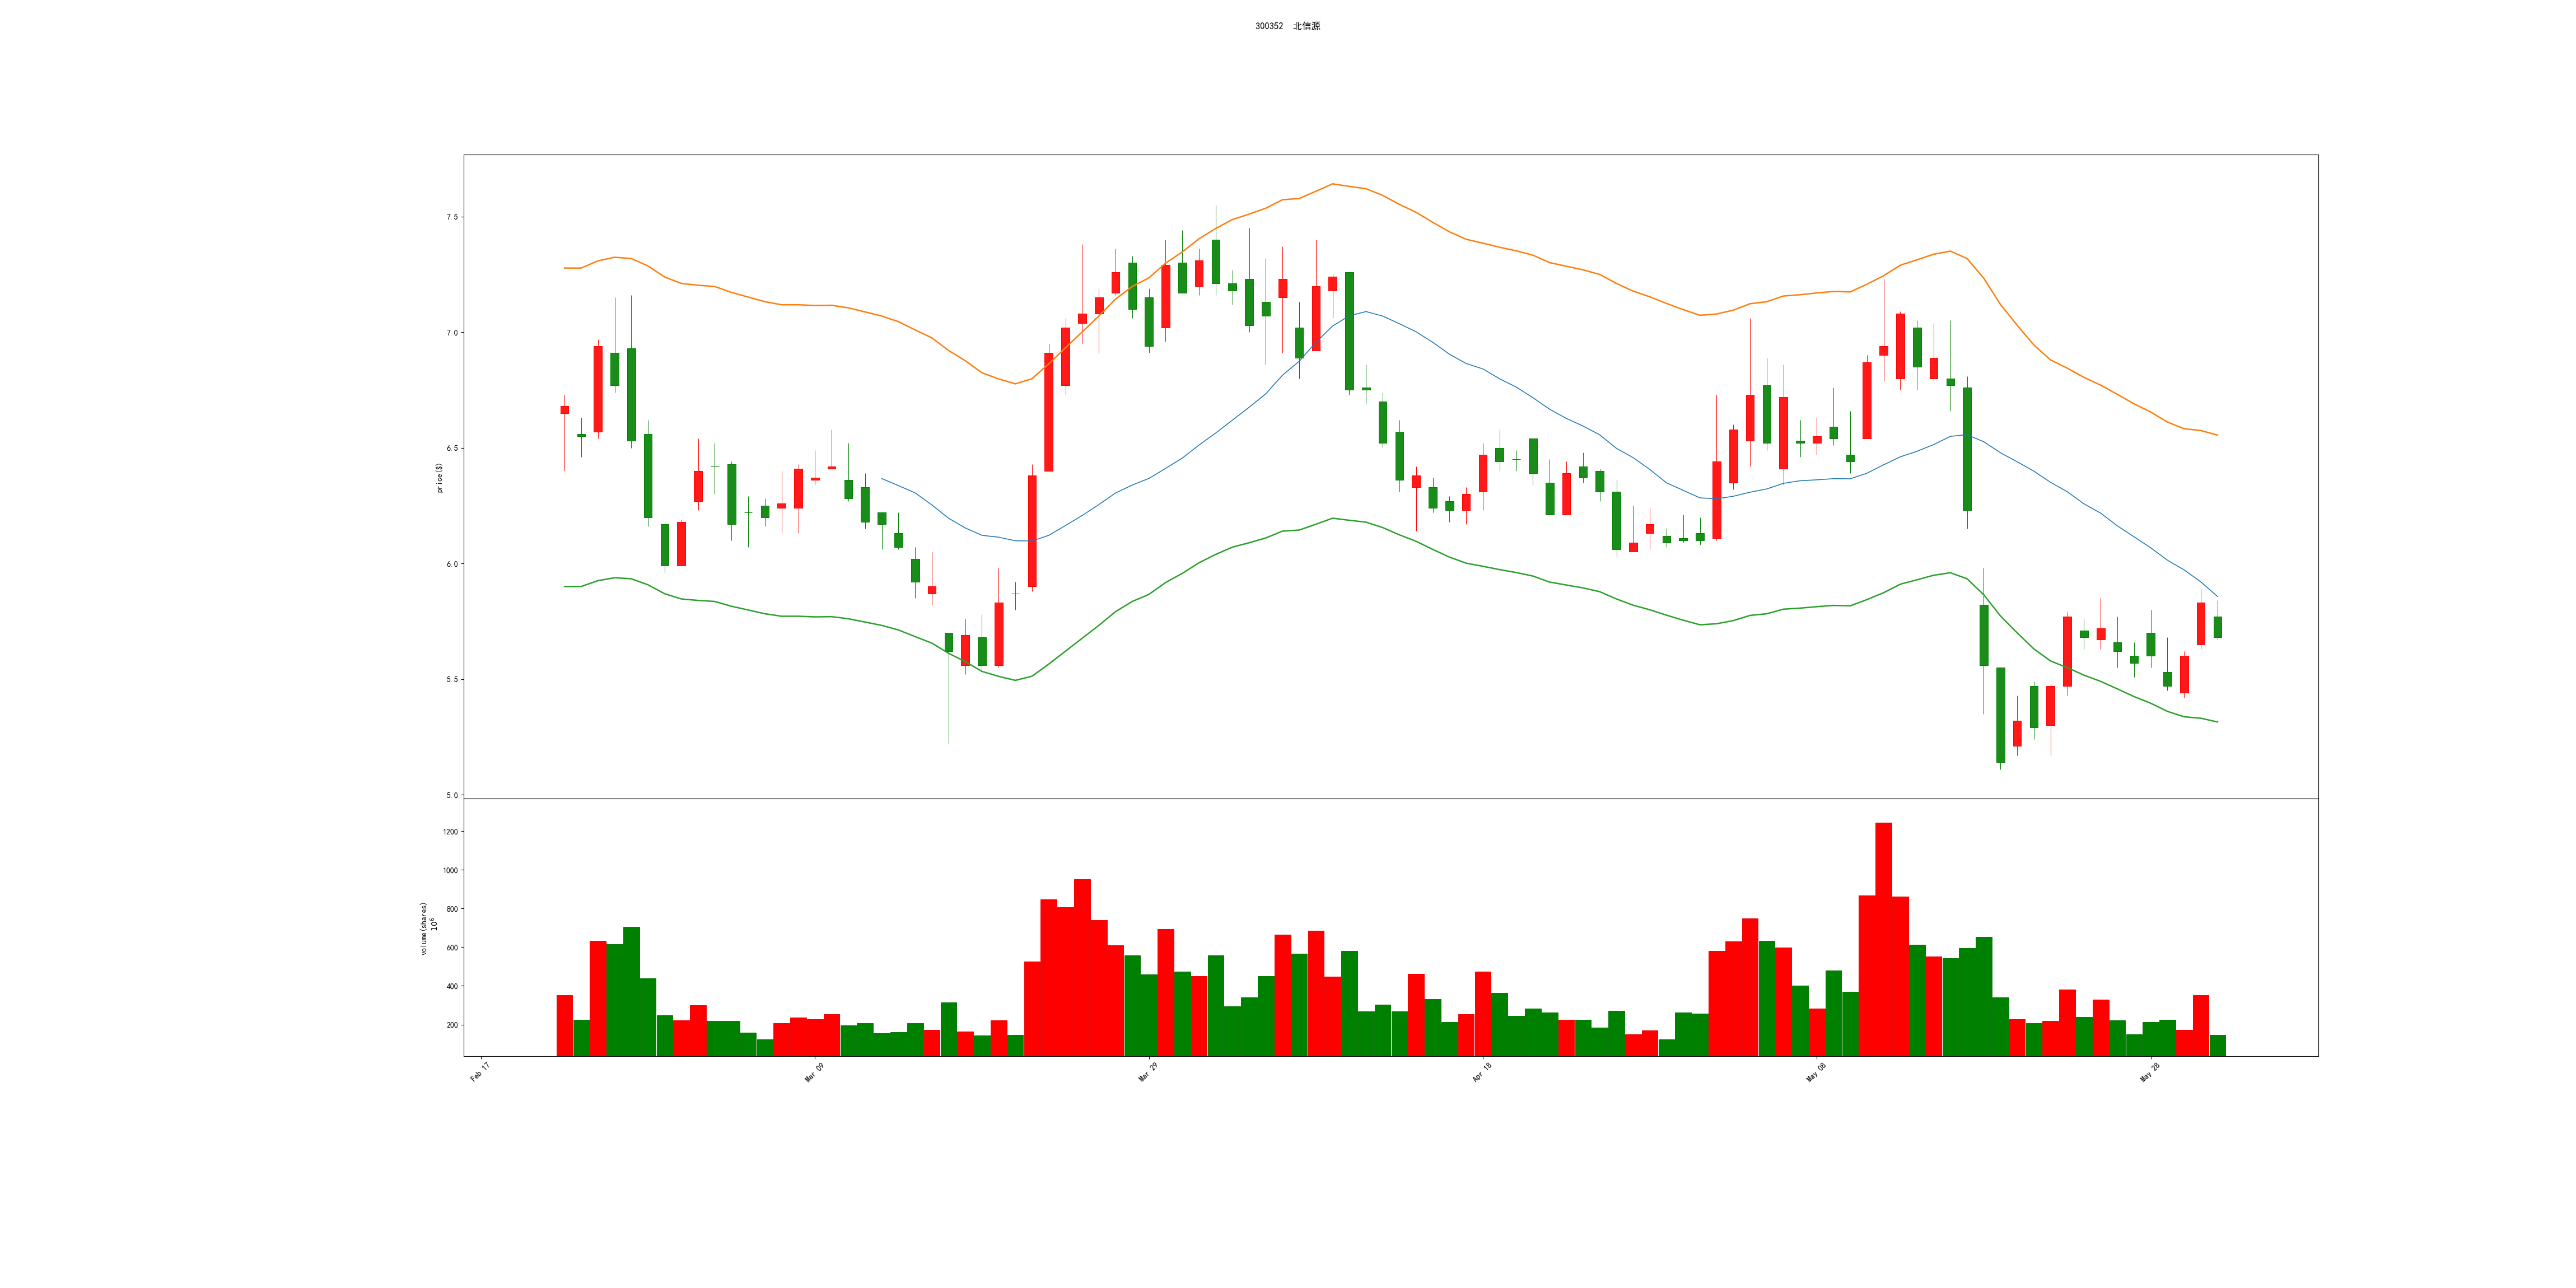 300352 北信源
price($)
7.5
7.0
6.5
6.0
5.5
5.0
volume(shares)
10⁶
1200
1000
800
600
400
200
Feb 17
Mar 09
Mar 29
Apr 18
May 08
May 28